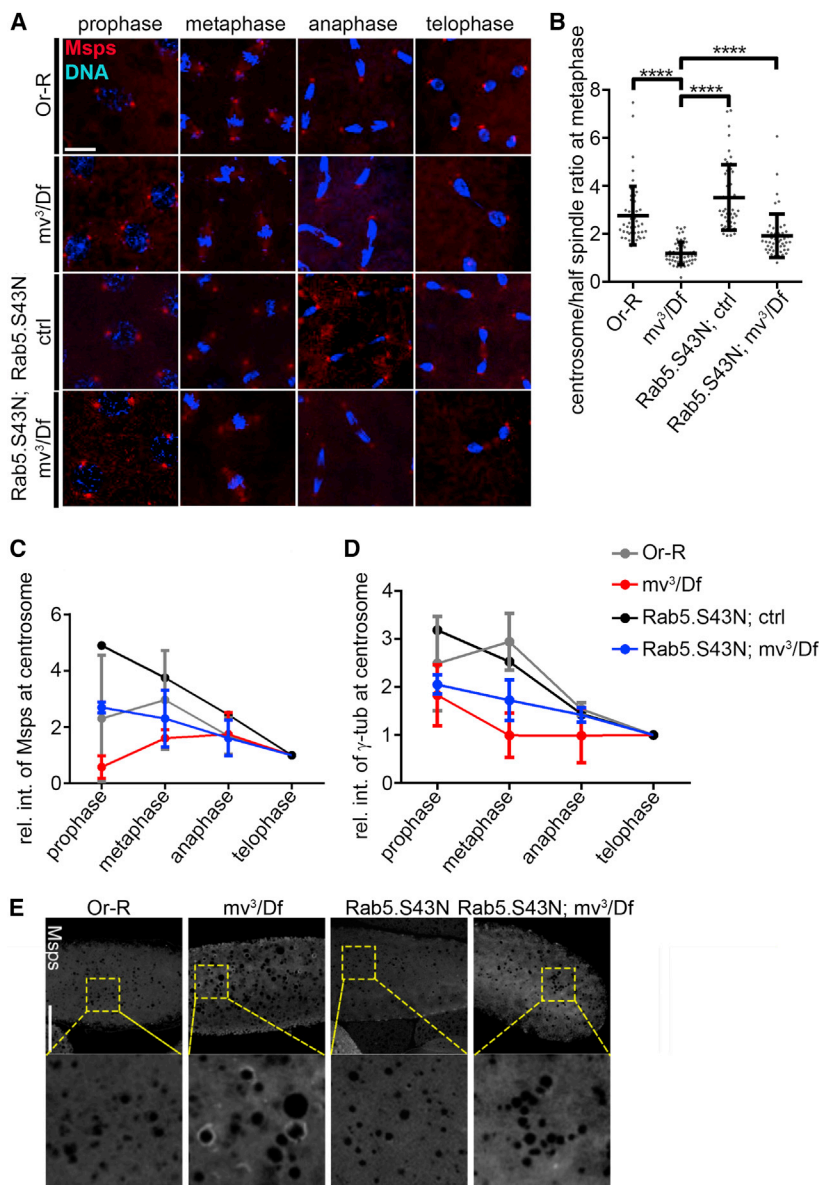 A
prophase metaphase anaphase telophase
Msps
DNA
Or-R
mv³/Df
Rab5.S43N
ctrl
Rab5.S43N;
mv³/Df
B
centrosome/half spindle ratio at metaphase
8
6
4
2
0
****
****
****
Or-R
mv³/Df
Rab5.S43N; ctrl
Rab5.S43N; mv³/Df
C
rel. int. of Msps at centrosome
6
4
2
0
prophase
metaphase
anaphase
telophase
D
rel. int. of γ-tub at centrosome
4
3
2
1
0
prophase
metaphase
anaphase
telophase
Or-R
mv³/Df
Rab5.S43N; ctrl
Rab5.S43N; mv³/Df
E
Or-R mv³/Df Rab5.S43N Rab5.S43N; mv³/Df
Msps